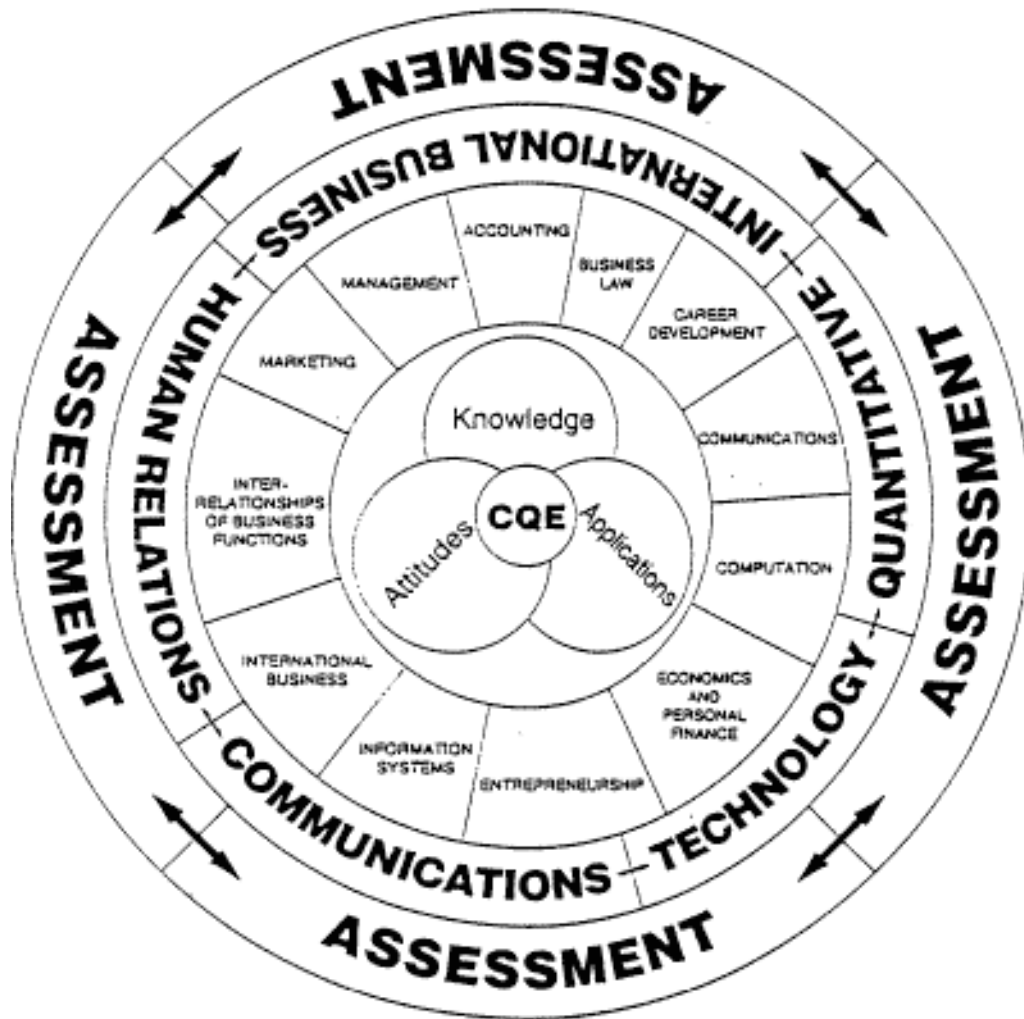 ASSESSMENT
ASSESSMENT
ASSESSMENT
ASSESSMENT
INTERNATIONAL BUSINESS
QUANTITATIVE
TECHNOLOGY
COMMUNICATIONS
HUMAN RELATIONS
ACCOUNTING
BUSINESS
LAW
CAREER
DEVELOPMENT
COMMUNICATIONS
COMPUTATION
ECONOMICS
AND
PERSONAL
FINANCE
ENTREPRENEURSHIP
INFORMATION
SYSTEMS
INTERNATIONAL
BUSINESS
INTER-
RELATIONSHIPS
OF BUSINESS
FUNCTIONS
MARKETING
MANAGEMENT
Knowledge
Attitudes
CQE
Applications